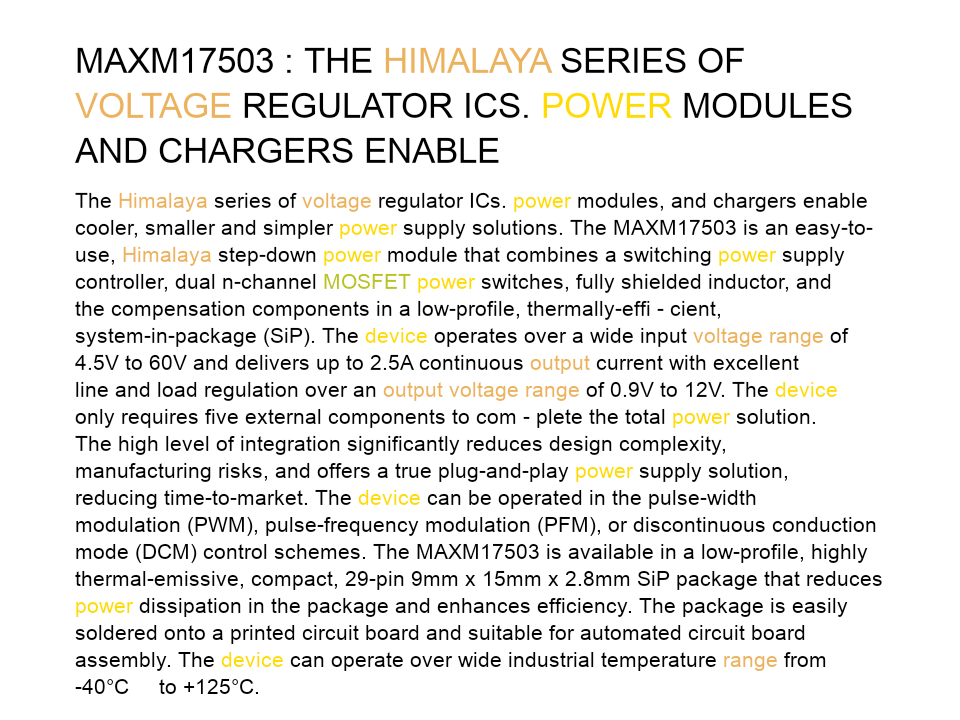 MAXM17503 : THE HIMALAYA SERIES OF
VOLTAGE REGULATOR ICS. POWER MODULES
AND CHARGERS ENABLE
The Himalaya series of voltage regulator ICs. power modules, and chargers enable
cooler, smaller and simpler power supply solutions. The MAXM17503 is an easy-to-
use, Himalaya step-down power module that combines a switching power supply
controller, dual n-channel MOSFET power switches, fully shielded inductor, and
the compensation components in a low-profile, thermally-effi - cient,
system-in-package (SiP). The device operates over a wide input voltage range of
4.5V to 60V and delivers up to 2.5A continuous output current with excellent
line and load regulation over an output voltage range of 0.9V to 12V. The device
only requires five external components to com - plete the total power solution.
The high level of integration significantly reduces design complexity,
manufacturing risks, and offers a true plug-and-play power supply solution,
reducing time-to-market. The device can be operated in the pulse-width
modulation (PWM), pulse-frequency modulation (PFM), or discontinuous conduction
mode (DCM) control schemes. The MAXM17503 is available in a low-profile, highly
thermal-emissive, compact, 29-pin 9mm x 15mm x 2.8mm SiP package that reduces
power dissipation in the package and enhances efficiency. The package is easily
soldered onto a printed circuit board and suitable for automated circuit board
assembly. The device can operate over wide industrial temperature range from
-40°C to +125°C.